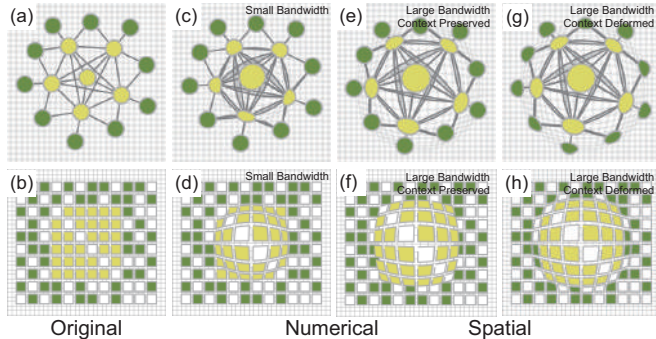 (a)
(c) Small Bandwidth
(e) Large Bandwidth
Context Preserved
(g) Large Bandwidth
Context Deformed
(b)
(d) Small Bandwidth
(f) Large Bandwidth
Context Preserved
(h) Large Bandwidth
Context Deformed
Original Numerical Spatial